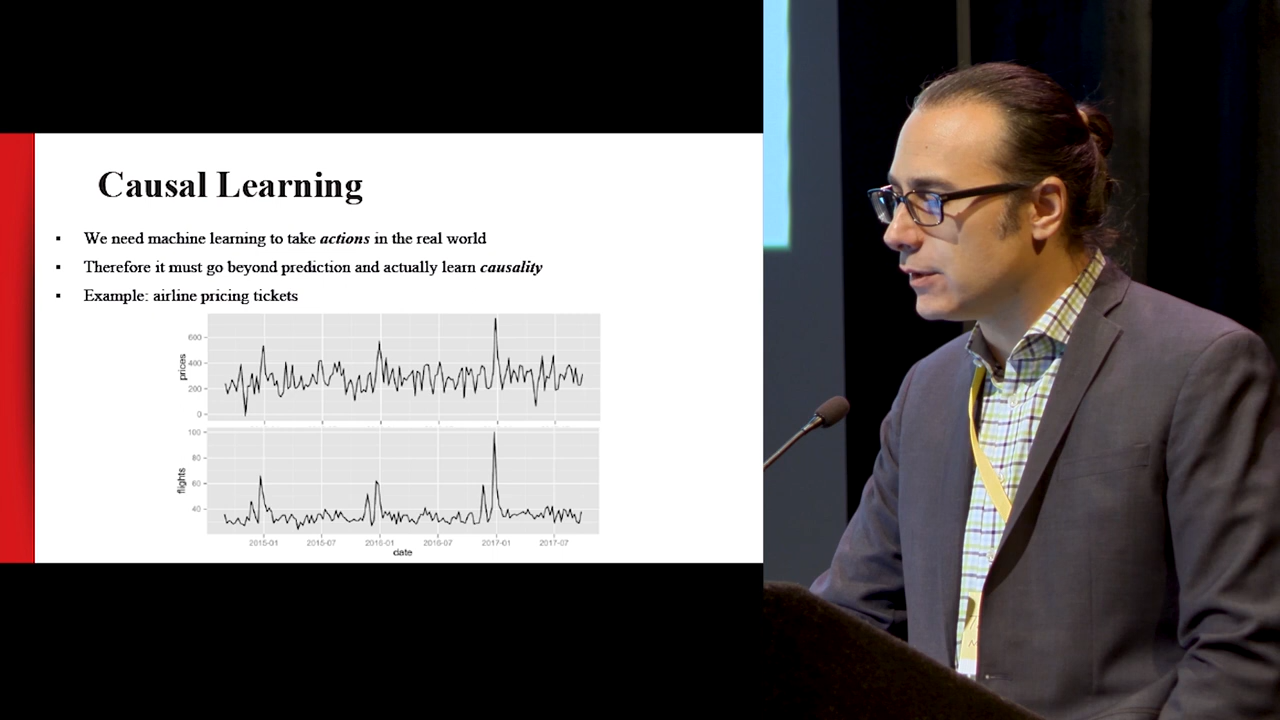 Causal Learning
We need machine learning to take actions in the real world
Therefore it must go beyond prediction and actually learn causality
Example: airline pricing tickets
prices
600
400
200
0
flights
100
80
60
40
2015-01 2015-07 2016-01 2016-07 2017-01 2017-07
date